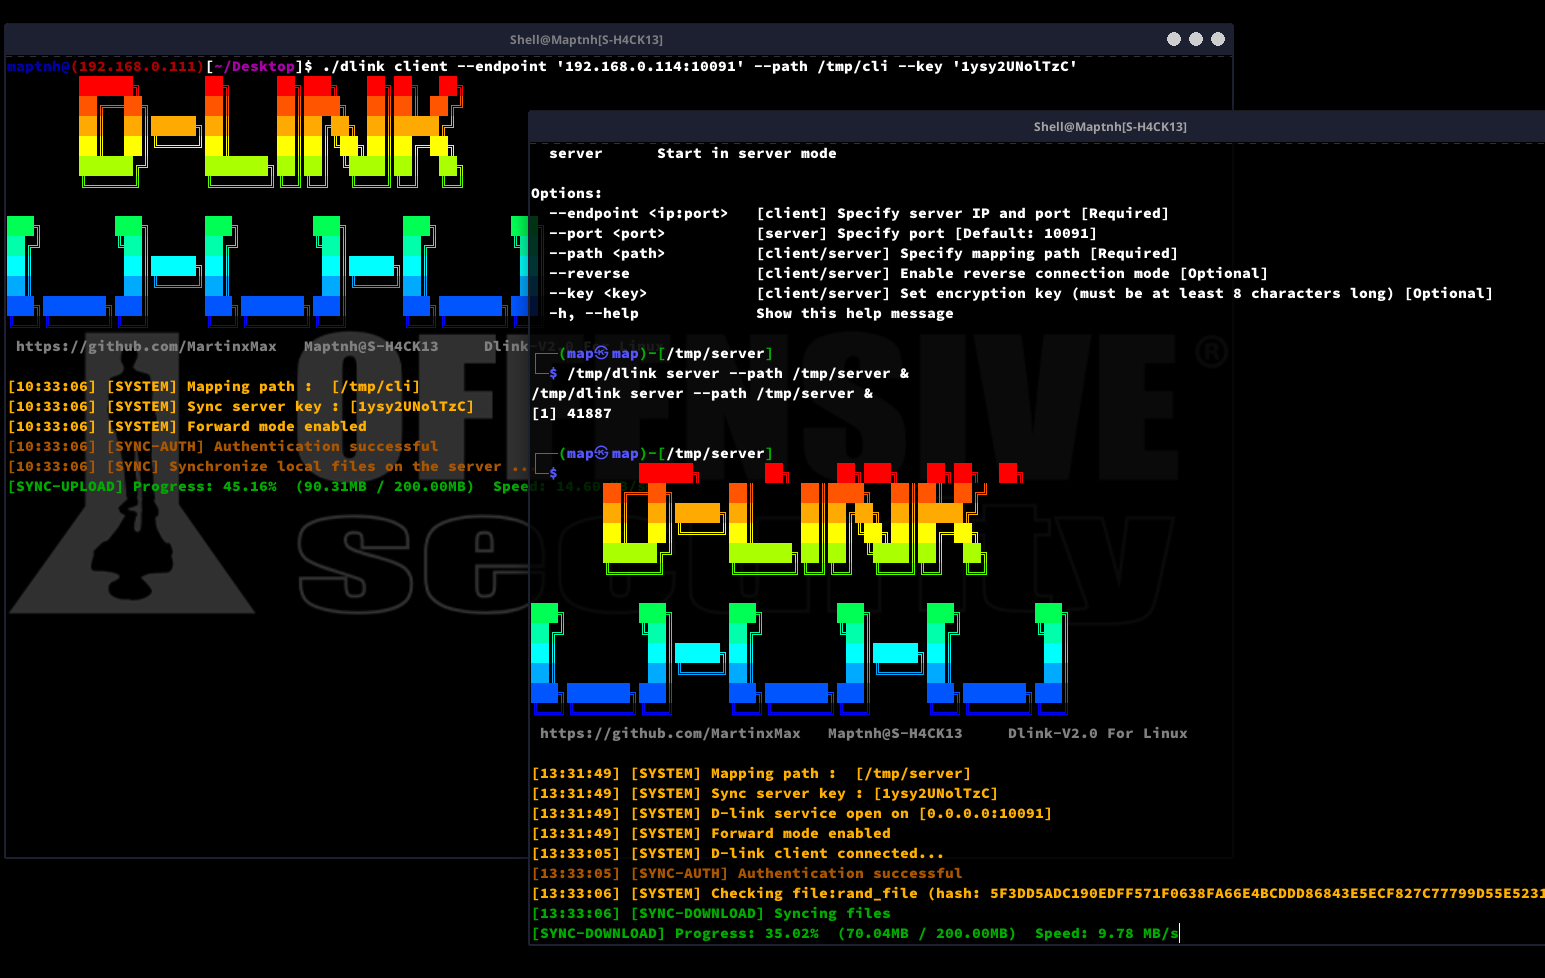 Shell@Maptnh[S-H4CK13]
maptnh@(192.168.0.111)[~/Desktop]$ ./dlink client --endpoint '192.168.0.114:10091' --path /tmp/cli --key '1ysy2UNolTzC'
D-LINK
https://github.com/MartinxMax   Maptnh@S-H4CK13     Dlink-V2.0 For Linux
[10:33:06] [SYSTEM] Mapping path :  [/tmp/cli]
[10:33:06] [SYSTEM] Sync server key : [1ysy2UNolTzC]
[10:33:06] [SYSTEM] Forward mode enabled
[10:33:06] [SYNC-AUTH] Authentication successful
[10:33:06] [SYNC] Synchronize local files on the server ..
[SYNC-UPLOAD] Progress: 45.16%  (90.31MB / 200.00MB)  Speed: 14.60 MB/s
Shell@Maptnh[S-H4CK13]
server      Start in server mode
Options:
--endpoint <ip:port>   [client] Specify server IP and port [Required]
--port <port>          [server] Specify port [Default: 10091]
--path <path>          [client/server] Specify mapping path [Required]
--reverse              [client/server] Enable reverse connection mode [Optional]
--key <key>            [client/server] Set encryption key (must be at least 8 characters long) [Optional]
-h, --help             Show this help message
┌──(map㉿map)-[/tmp/server]
└─$ /tmp/dlink server --path /tmp/server &
/tmp/dlink server --path /tmp/server &
[1] 41887
┌──(map㉿map)-[/tmp/server]
└─$
D-LINK
https://github.com/MartinxMax   Maptnh@S-H4CK13     Dlink-V2.0 For Linux
[13:31:49] [SYSTEM] Mapping path :  [/tmp/server]
[13:31:49] [SYSTEM] Sync server key : [1ysy2UNolTzC]
[13:31:49] [SYSTEM] D-link service open on [0.0.0.0:10091]
[13:31:49] [SYSTEM] Forward mode enabled
[13:33:05] [SYSTEM] D-link client connected...
[13:33:05] [SYNC-AUTH] Authentication successful
[13:33:06] [SYSTEM] Checking file:rand_file (hash: 5F3DD5ADC190EDFF571F0638FA66E4BCDDD86843E5ECF827C77799D55E5231
[13:33:06] [SYNC-DOWNLOAD] Syncing files
[SYNC-DOWNLOAD] Progress: 35.02%  (70.04MB / 200.00MB)  Speed: 9.78 MB/s
OFFENSIVE ®
security